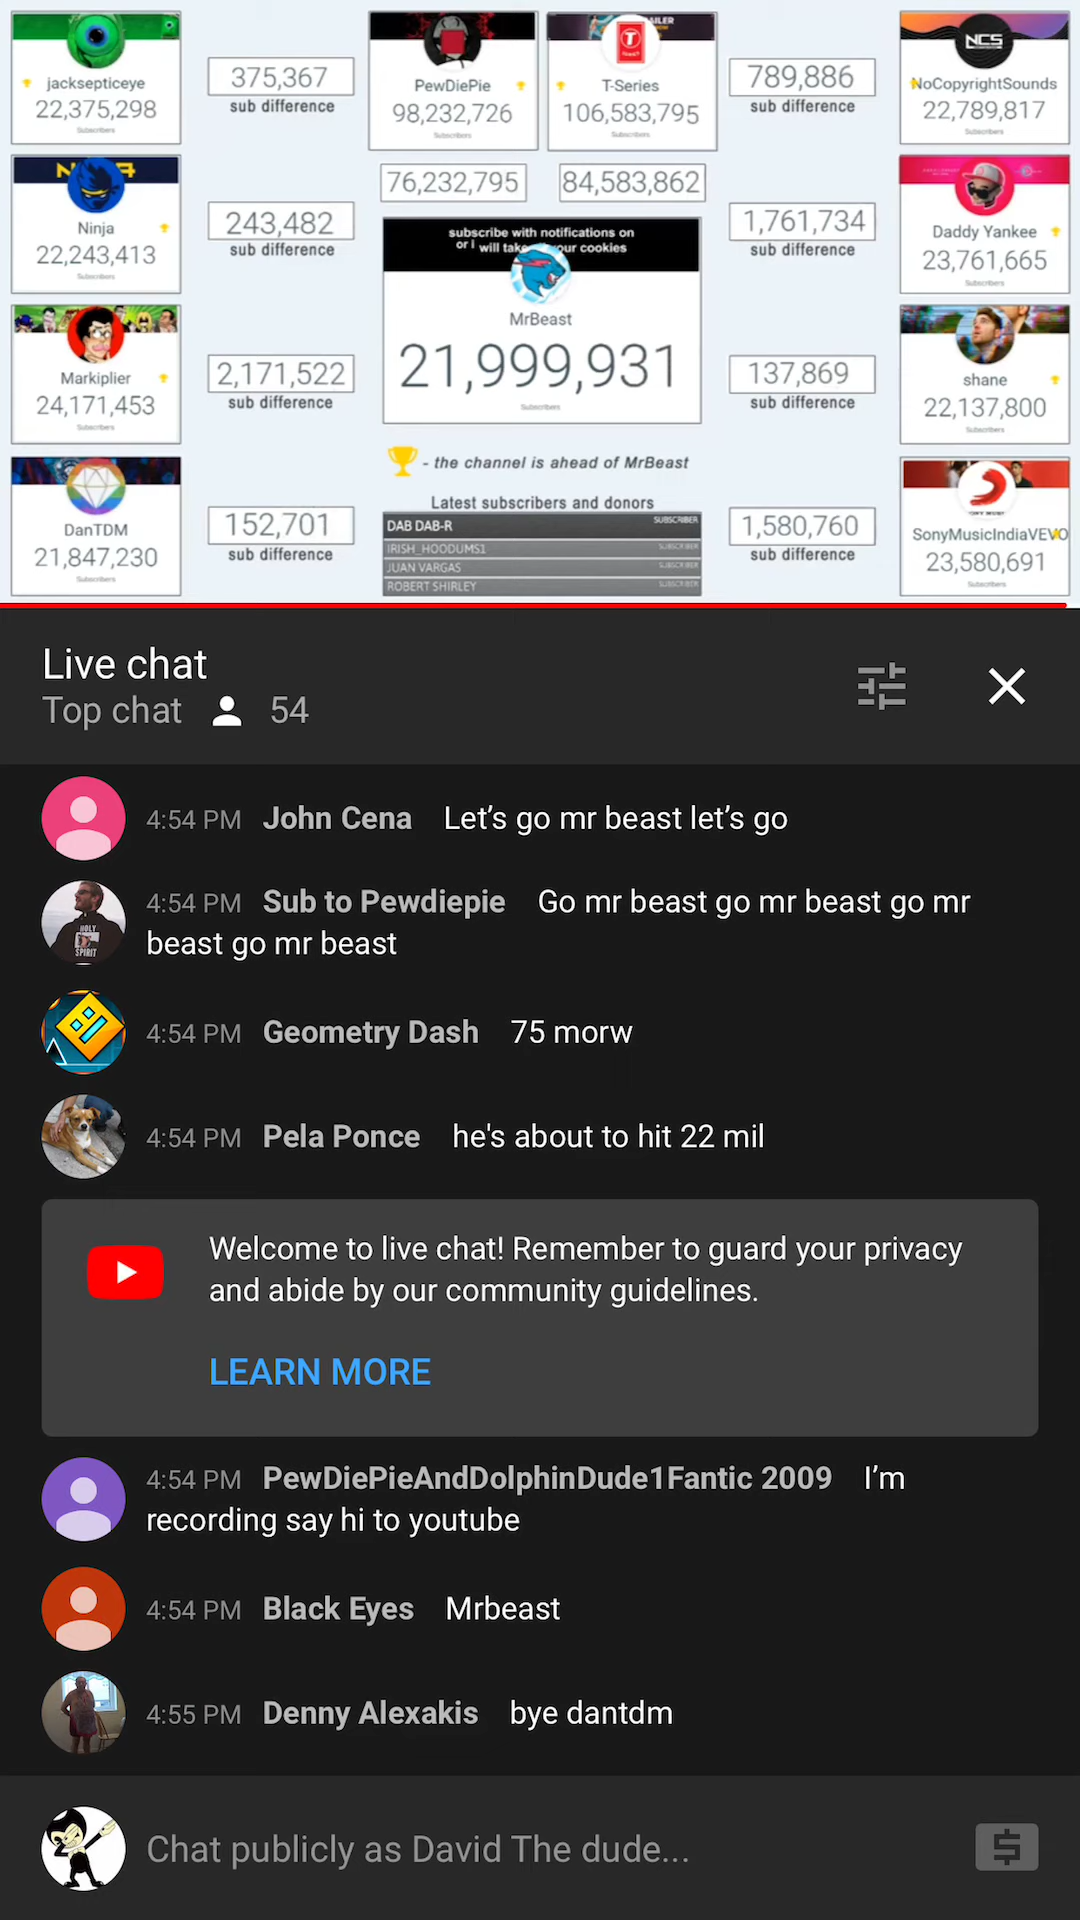 jacksepticeye
22,375,298
Subscribers
375,367
sub difference
PewDiePie
98,232,726
Subscribers
T-Series
106,583,795
Subscribers
789,886
sub difference
NCS
NoCopyrightSounds
22,789,817
Subscribers
76,232,795
84,583,862
Ninja
22,243,413
Subscribers
243,482
sub difference
subscribe with notifications on
or i will take your cookies
MrBeast
21,999,931
Subscribers
1,761,734
sub difference
Daddy Yankee
23,761,665
Subscribers
Markiplier
24,171,453
Subscribers
2,171,522
sub difference
137,869
sub difference
shane
22,137,800
Subscribers
- the channel is ahead of MrBeast
DanTDM
21,847,230
Subscribers
152,701
sub difference
Latest subscribers and donors
DAB DAB-R SUBSCRIBER
IRISH_HOODUMS1 SUBSCRIBER
JUAN VARGAS SUBSCRIBER
ROBERT SHIRLEY SUBSCRIBER
1,580,760
sub difference
SonyMusicIndiaVEVO
23,580,691
Subscribers
Live chat
Top chat 54
4:54 PM John Cena Let’s go mr beast let’s go
4:54 PM Sub to Pewdiepie Go mr beast go mr beast go mr
beast go mr beast
HOLY
SPIRIT
4:54 PM Geometry Dash 75 morw
4:54 PM Pela Ponce he's about to hit 22 mil
Welcome to live chat! Remember to guard your privacy
and abide by our community guidelines.
LEARN MORE
4:54 PM PewDiePieAndDolphinDude1Fantic 2009 I’m
recording say hi to youtube
4:54 PM Black Eyes Mrbeast
4:55 PM Denny Alexakis bye dantdm
Chat publicly as David The dude...